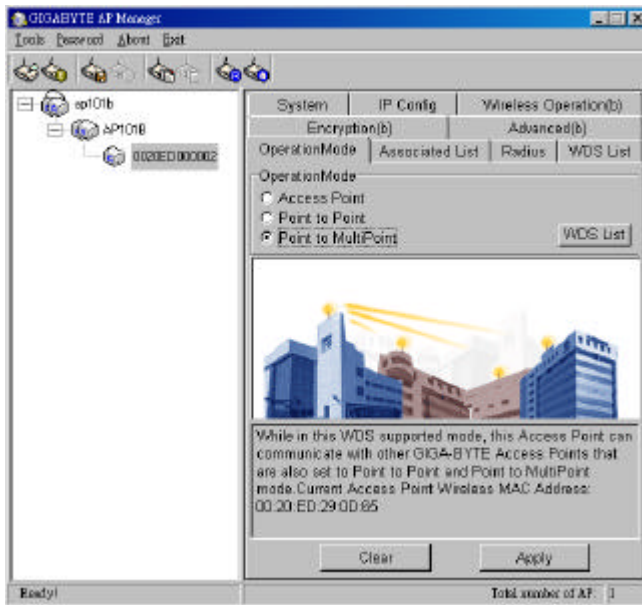 GIGABYTE AP Manager
Tools Password About Exit
ap101b
AP101B
0020ED000002
System IP Config Wireless Operation(b)
Encryption(b) Advanced(b)
OperationMode Associated List Radius WDS List
OperationMode
Access Point
Point to Point
Point to MultiPoint
WDS List
While in this WDS supported mode, this Access Point can
communicate with other GIGA-BYTE Access Points that
are also set to Point to Point and Point to MultiPoint
mode.Current Access Point Wireless MAC Address:
00:20:ED:29:0D:65
Clear Apply
Ready! Total number of AP: 1